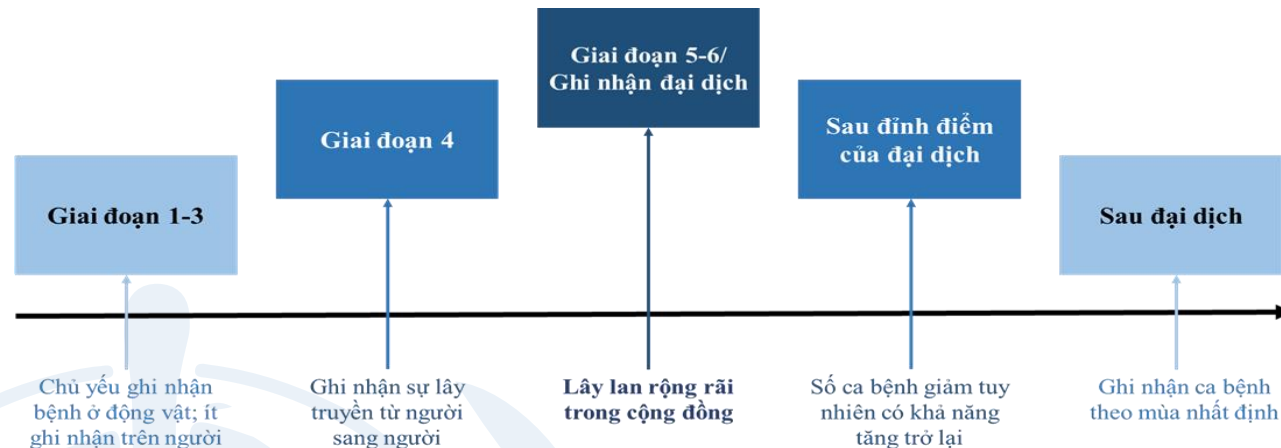 Giai đoạn 1-3
Giai đoạn 4
Giai đoạn 5-6/
Ghi nhận đại dịch
Sau đỉnh điểm
của đại dịch
Sau đại dịch
Chủ yếu ghi nhận
bệnh ở động vật; ít
ghi nhận trên người
Ghi nhận sự lây
truyền từ người
sang người
Lây lan rộng rãi
trong cộng đồng
Số ca bệnh giảm tuy
nhiên có khả năng
tăng trở lại
Ghi nhận ca bệnh
theo mùa nhất định